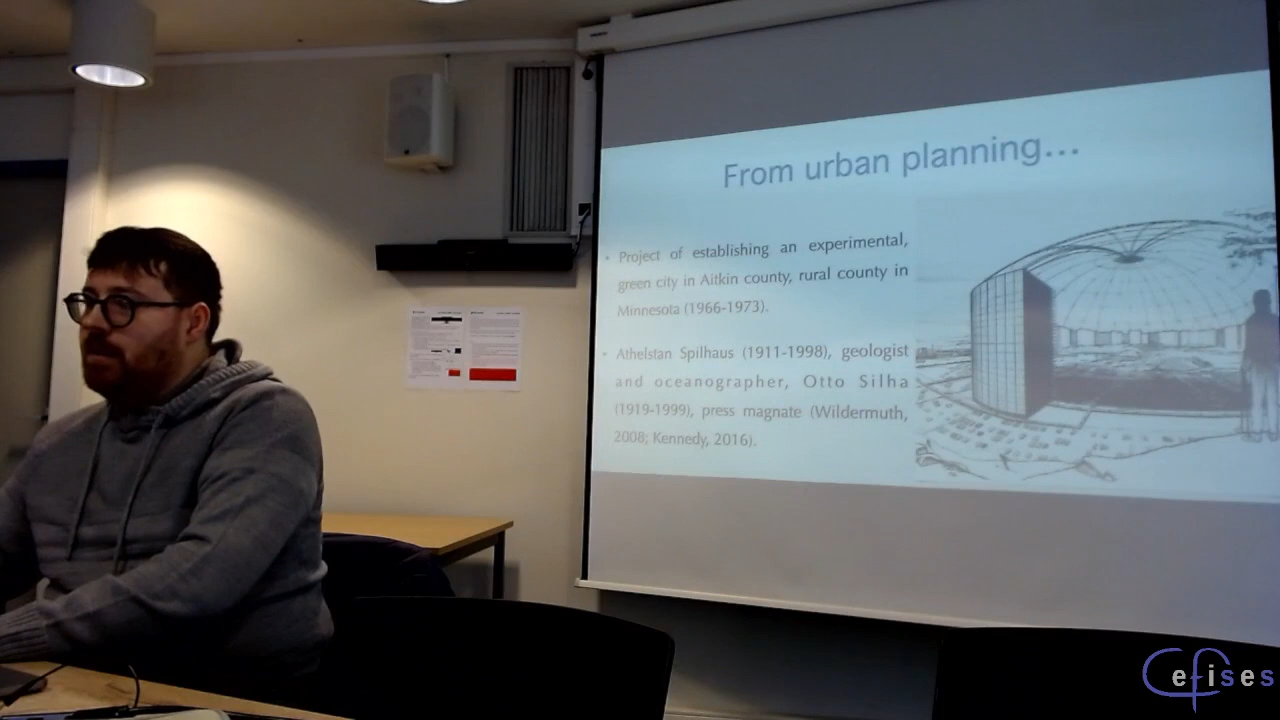 From urban planning...
Project of establishing an experimental,
green city in Aitkin county, rural county in
Minnesota (1966-1973).
Athelstan Spilhaus (1911-1998), geologist
and oceanographer, Otto Silha
(1919-1999), press magnate (Wildermuth,
2008; Kennedy, 2016).
Cefises